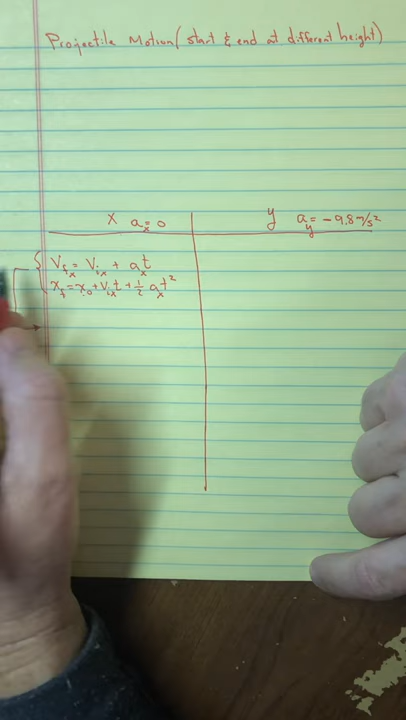 Projectile Motion (start & end at different height)
x aₓ = 0
y a_y = -9.8 m/s²
V_fx = V_ix + aₓt
x_f = x_0 + V_ix t + ½ aₓt²